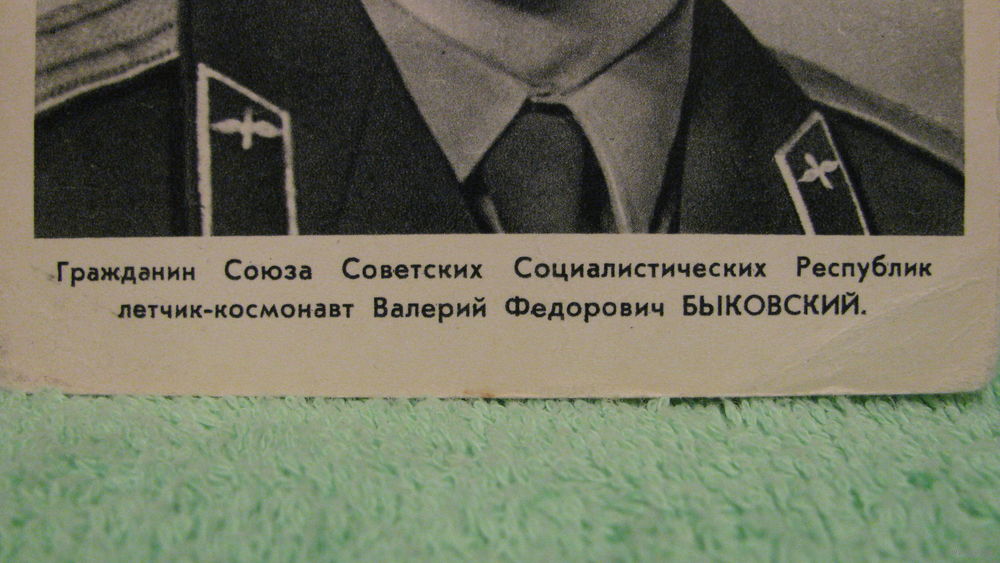 Гражданин Союза Советских Социалистических Республик
летчик-космонавт Валерий Федорович БЫКОВСКИЙ.